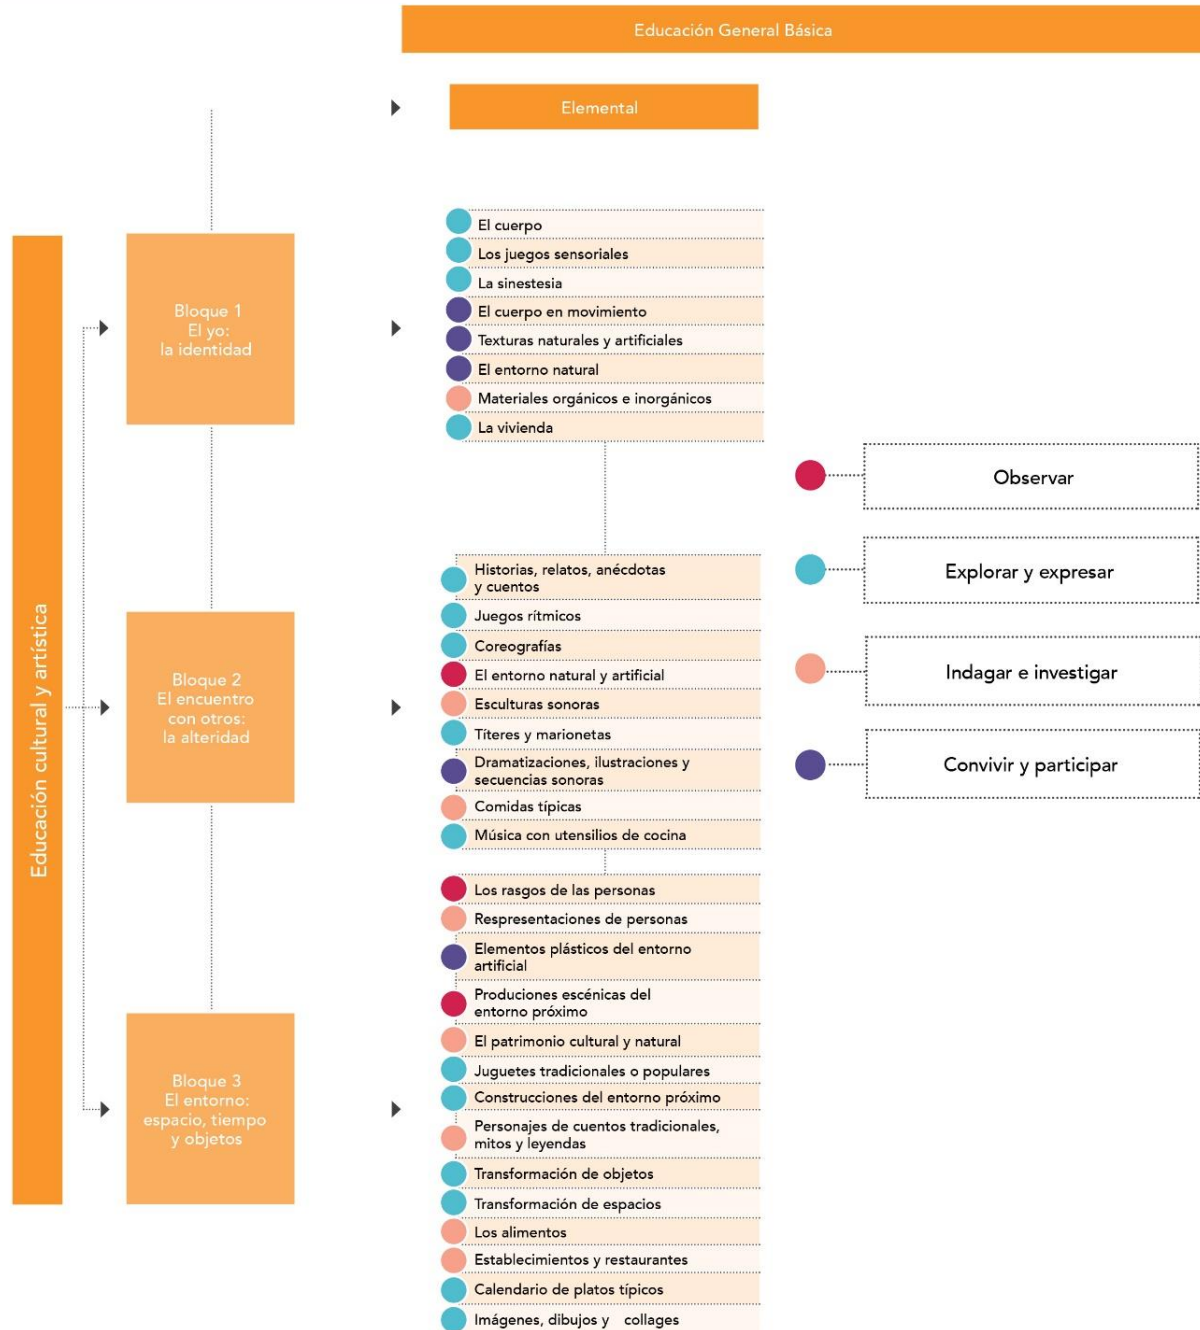 Educación General Básica
Elemental
Educación cultural y artística
Bloque 1
El yo:
la identidad
El cuerpo
Los juegos sensoriales
La sinestesia
El cuerpo en movimiento
Texturas naturales y artificiales
El entorno natural
Materiales orgánicos e inorgánicos
La vivienda
Observar
Explorar y expresar
Indagar e investigar
Convivir y participar
Bloque 2
El encuentro
con otros:
la alteridad
Historias, relatos, anécdotas
y cuentos
Juegos rítmicos
Coreografías
El entorno natural y artificial
Esculturas sonoras
Títeres y marionetas
Dramatizaciones, ilustraciones y
secuencias sonoras
Comidas típicas
Música con utensilios de cocina
Bloque 3
El entorno:
espacio, tiempo
y objetos
Los rasgos de las personas
Respresentaciones de personas
Elementos plásticos del entorno
artificial
Produciones escénicas del
entorno próximo
El patrimonio cultural y natural
Juguetes tradicionales o populares
Construcciones del entorno próximo
Personajes de cuentos tradicionales,
mitos y leyendas
Transformación de objetos
Transformación de espacios
Los alimentos
Establecimientos y restaurantes
Calendario de platos típicos
Imágenes, dibujos y collages